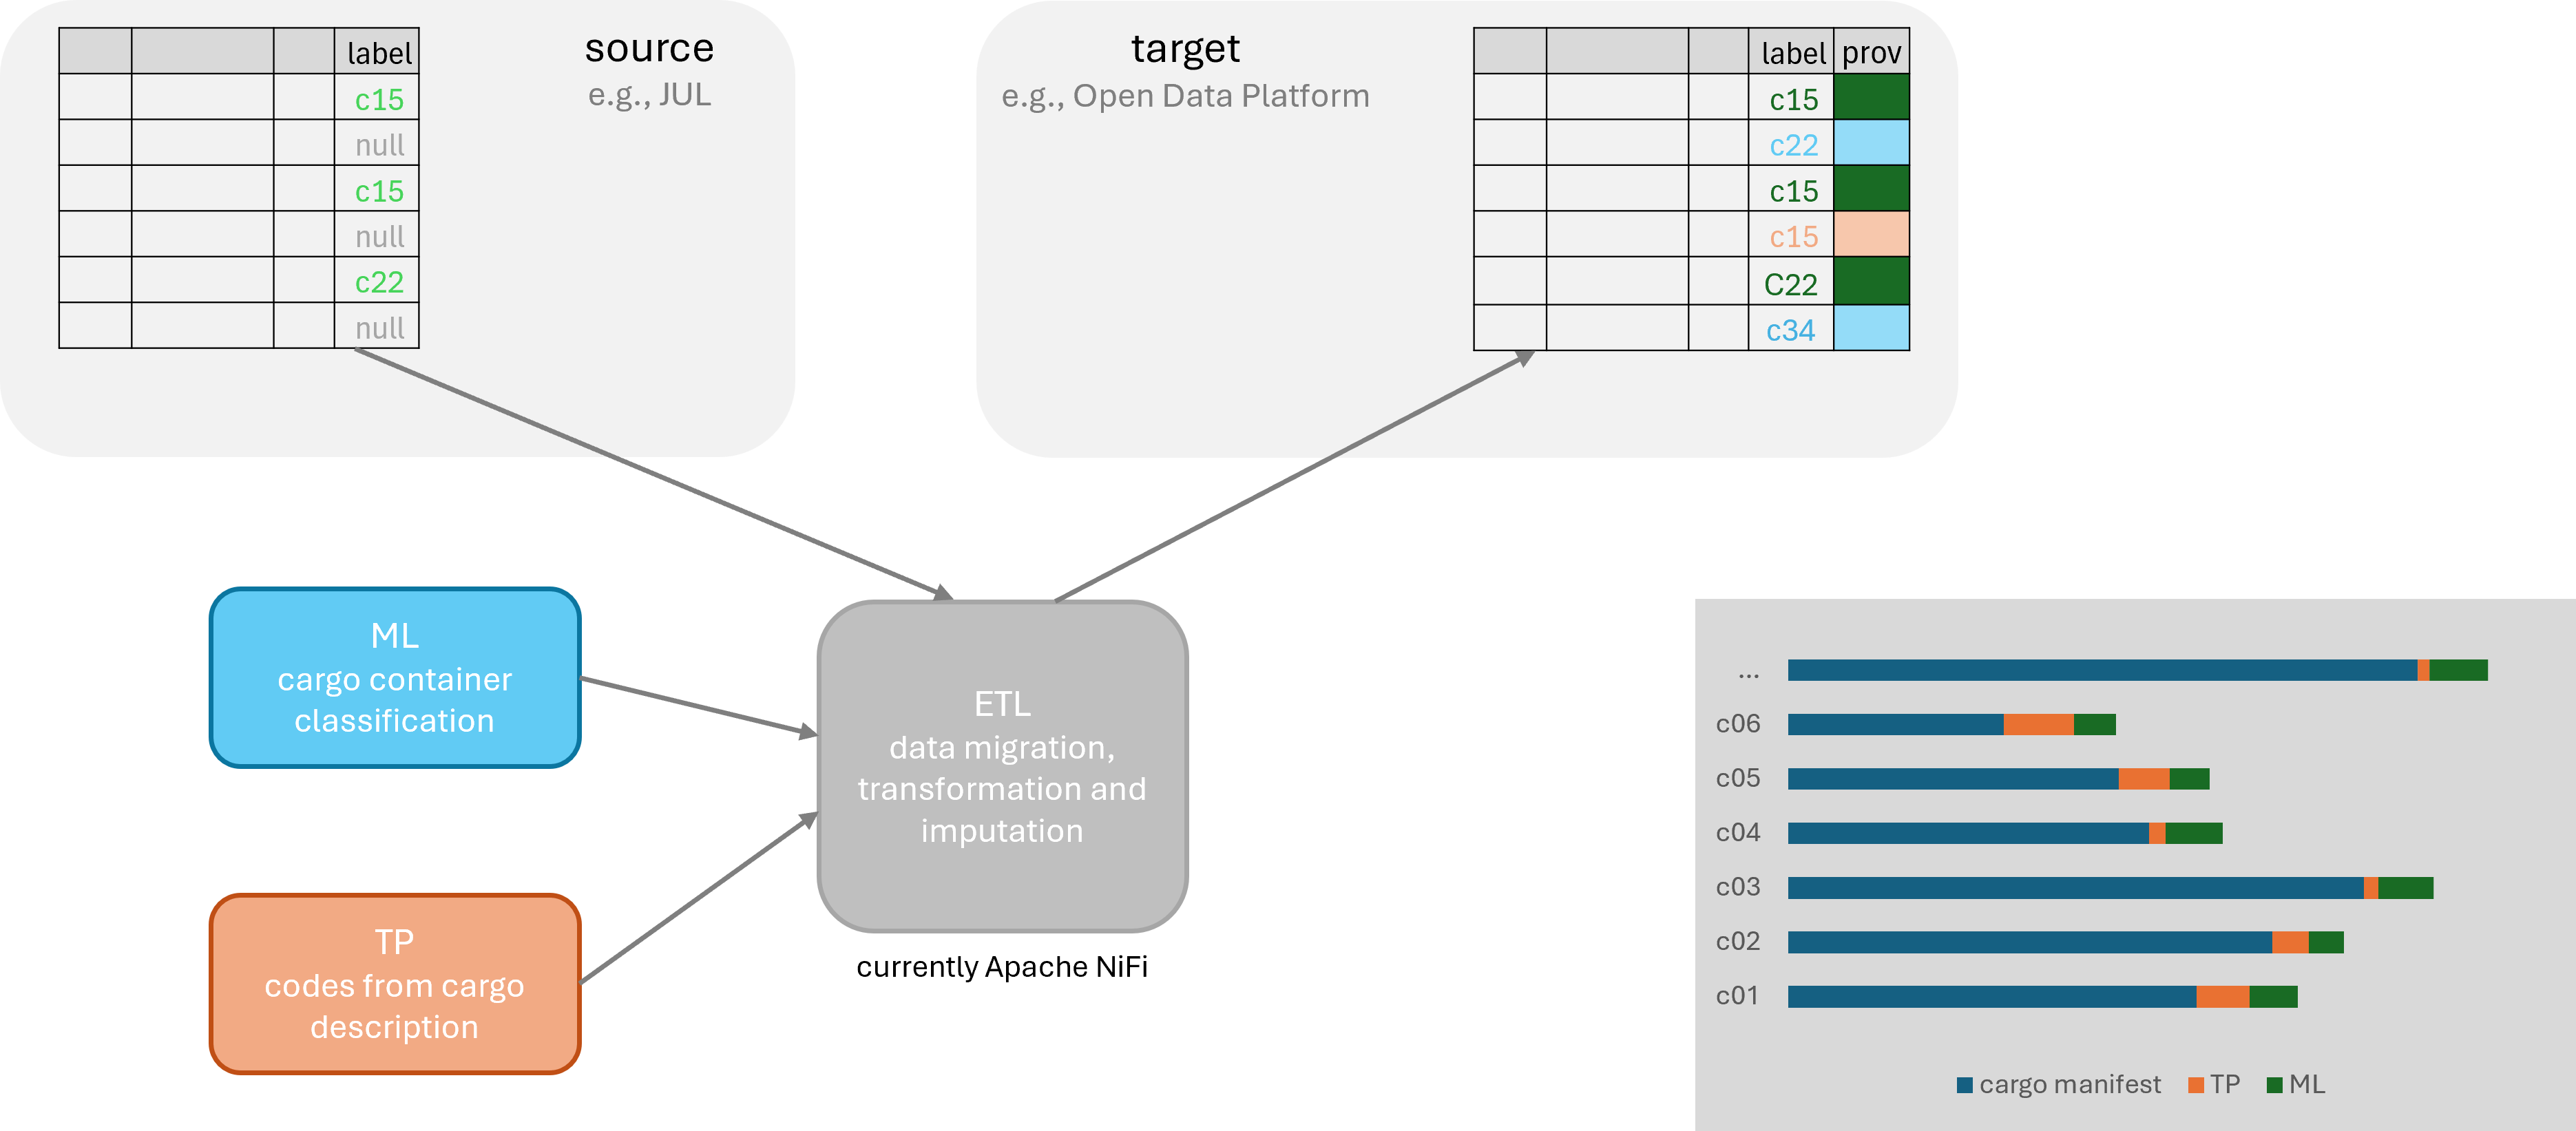 label
c15
null
c15
null
c22
null
source
e.g., JUL
target
e.g., Open Data Platform
label prov
c15
c22
c15
c15
C22
c34
ML
cargo container
classification
TP
codes from cargo
description
ETL
data migration,
transformation and
imputation
currently Apache NiFi
...
c06
c05
c04
c03
c02
c01
cargo manifest TP ML